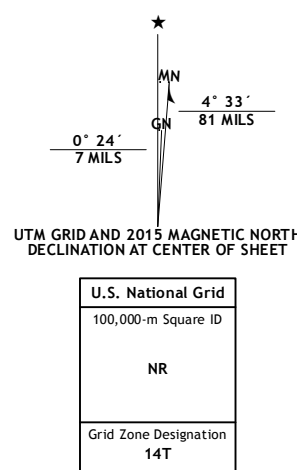 ★
MN
4° 33´
81 MILS
GN
0° 24´
7 MILS
UTM GRID AND 2015 MAGNETIC NORTH
DECLINATION AT CENTER OF SHEET
U.S. National Grid
100,000-m Square ID
NR
Grid Zone Designation
14T